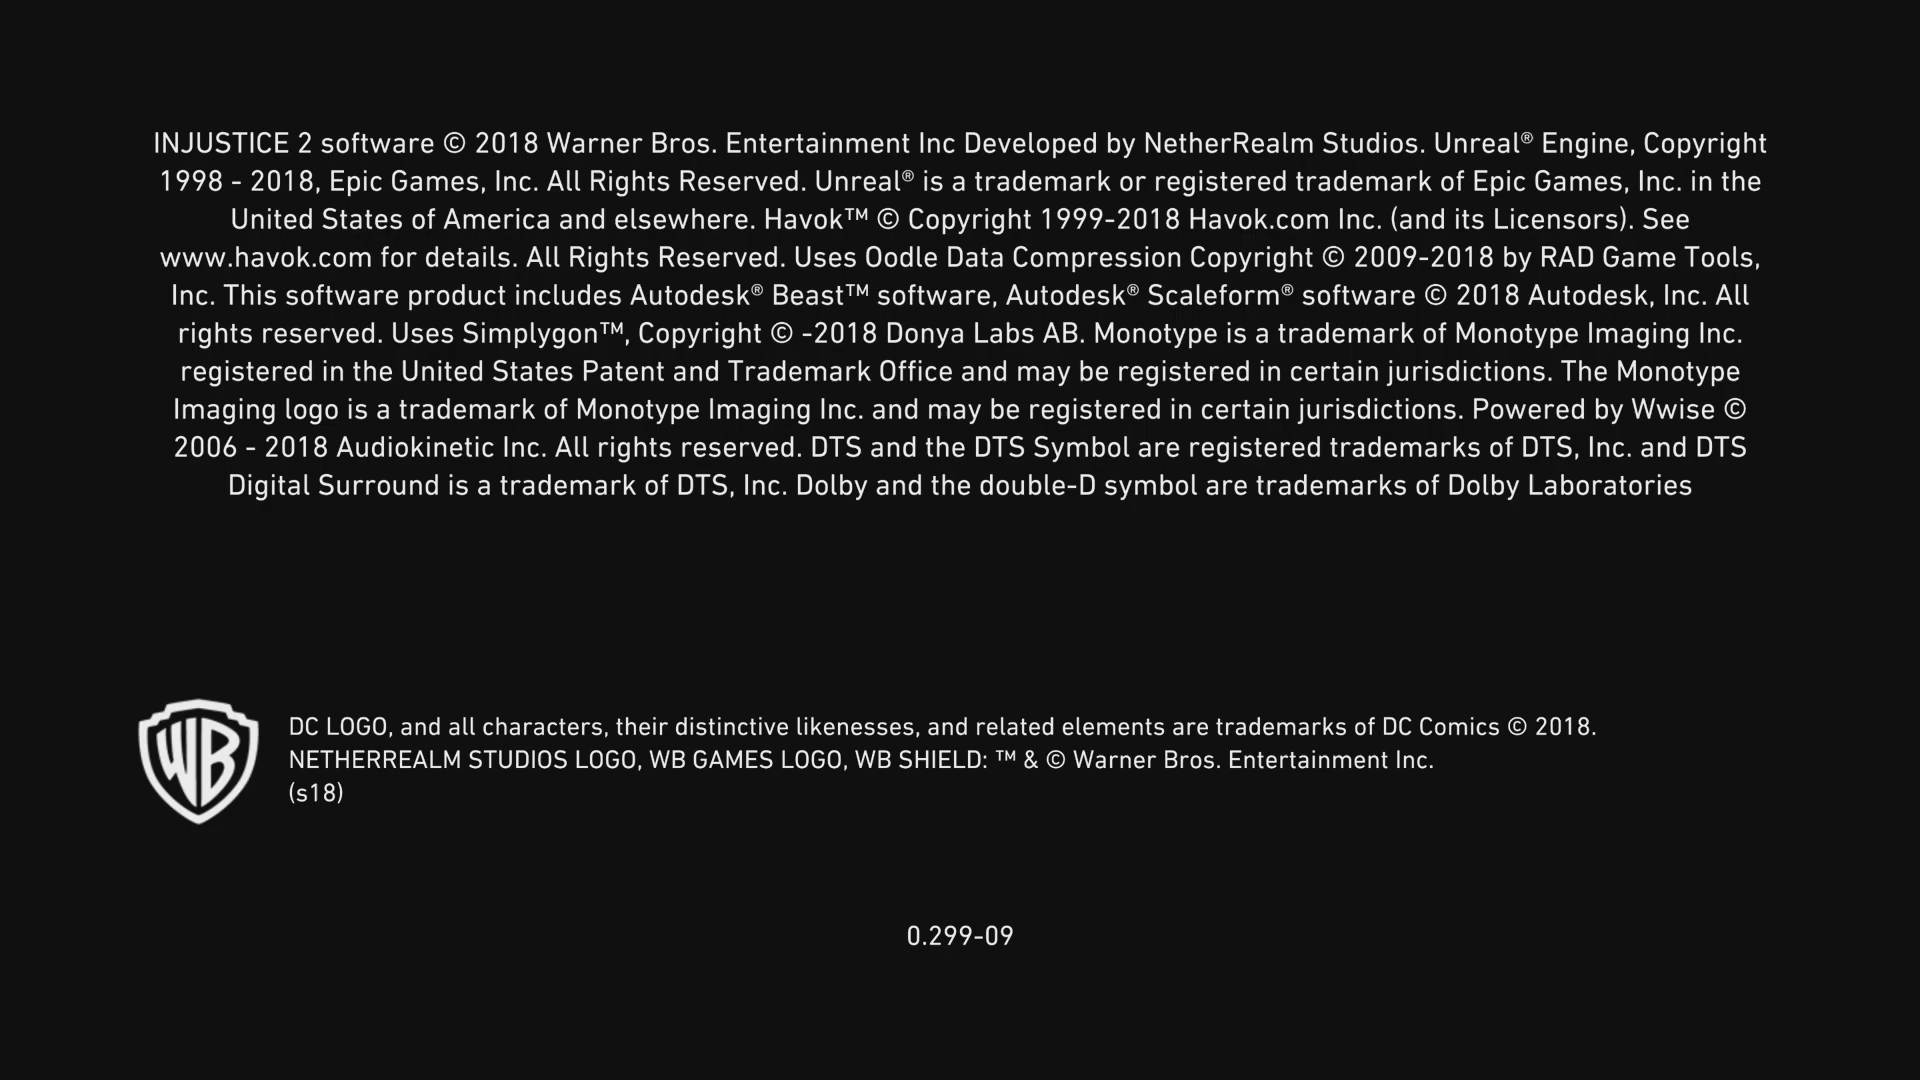 INJUSTICE 2 software © 2018 Warner Bros. Entertainment Inc Developed by NetherRealm Studios. Unreal® Engine, Copyright
1998 - 2018, Epic Games, Inc. All Rights Reserved. Unreal® is a trademark or registered trademark of Epic Games, Inc. in the
United States of America and elsewhere. Havok™ © Copyright 1999-2018 Havok.com Inc. (and its Licensors). See
www.havok.com for details. All Rights Reserved. Uses Oodle Data Compression Copyright © 2009-2018 by RAD Game Tools,
Inc. This software product includes Autodesk® Beast™ software, Autodesk® Scaleform® software © 2018 Autodesk, Inc. All
rights reserved. Uses Simplygon™, Copyright © -2018 Donya Labs AB. Monotype is a trademark of Monotype Imaging Inc.
registered in the United States Patent and Trademark Office and may be registered in certain jurisdictions. The Monotype
Imaging logo is a trademark of Monotype Imaging Inc. and may be registered in certain jurisdictions. Powered by Wwise ©
2006 - 2018 Audiokinetic Inc. All rights reserved. DTS and the DTS Symbol are registered trademarks of DTS, Inc. and DTS
Digital Surround is a trademark of DTS, Inc. Dolby and the double-D symbol are trademarks of Dolby Laboratories
WB
DC LOGO, and all characters, their distinctive likenesses, and related elements are trademarks of DC Comics © 2018.
NETHERREALM STUDIOS LOGO, WB GAMES LOGO, WB SHIELD: ™ & © Warner Bros. Entertainment Inc.
(s18)
0.299-09